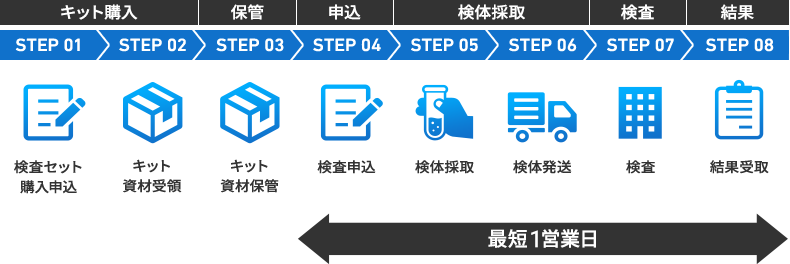 キット購入 保管 申込 検体採取 検査 結果
STEP 01 STEP 02 STEP 03 STEP 04 STEP 05 STEP 06 STEP 07 STEP 08
検査セット
購入申込
キット
資材受領
キット
資材保管
検査申込
検体採取
検体発送
検査
結果受取
最短1営業日